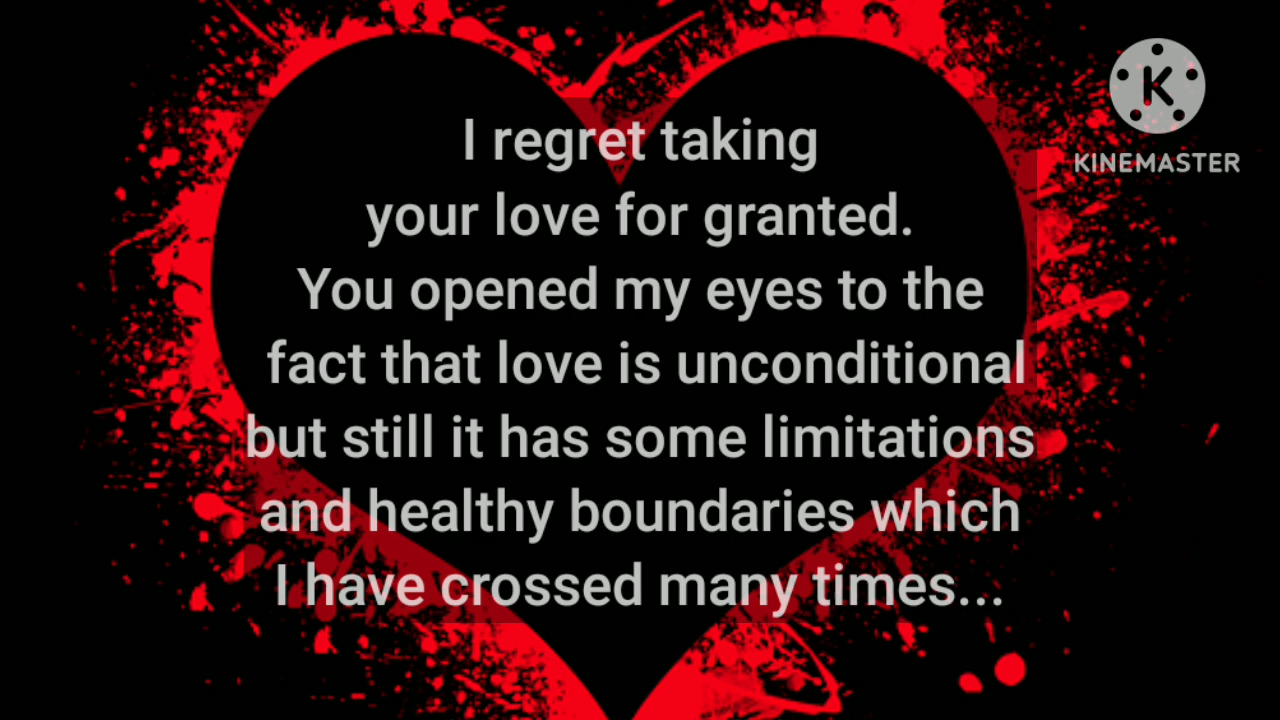 I regret taking
your love for granted.
You opened my eyes to the
fact that love is unconditional
but still it has some limitations
and healthy boundaries which
I have crossed many times...
K
KINEMASTER